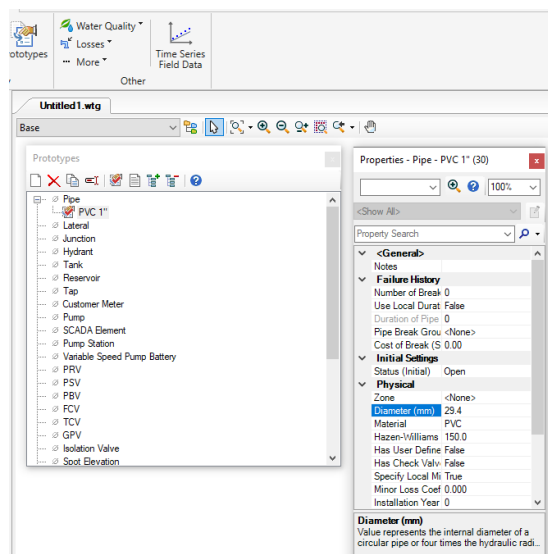 Water Quality
ototypes
Losses
Time Series
Field Data
More
Other
Untitled1.wtg
Base
Prototypes
Pipe
PVC 1"
Lateral
Junction
Hydrant
Tank
Reservoir
Tap
Customer Meter
Pump
SCADA Element
Pump Station
Variable Speed Pump Battery
PRV
PSV
PBV
FCV
TCV
GPV
Isolation Valve
Spot Elevation
Properties - Pipe - PVC 1" (30)
100%
<Show All>
Property Search
<General>
Notes
Failure History
Number of Break 0
Use Local Durat False
Duration of Pipe 0
Pipe Break Grou <None>
Cost of Break (S 0.00
Initial Settings
Status (Initial) Open
Physical
Zone <None>
Diameter (mm) 29.4
Material PVC
Hazen-Williams 150.0
Has User Define False
Has Check Valv False
Specify Local Mi True
Minor Loss Coef 0.000
Installation Year 0
Diameter (mm)
Value represents the internal diameter of a
circular pipe or four times the hydraulic radi...